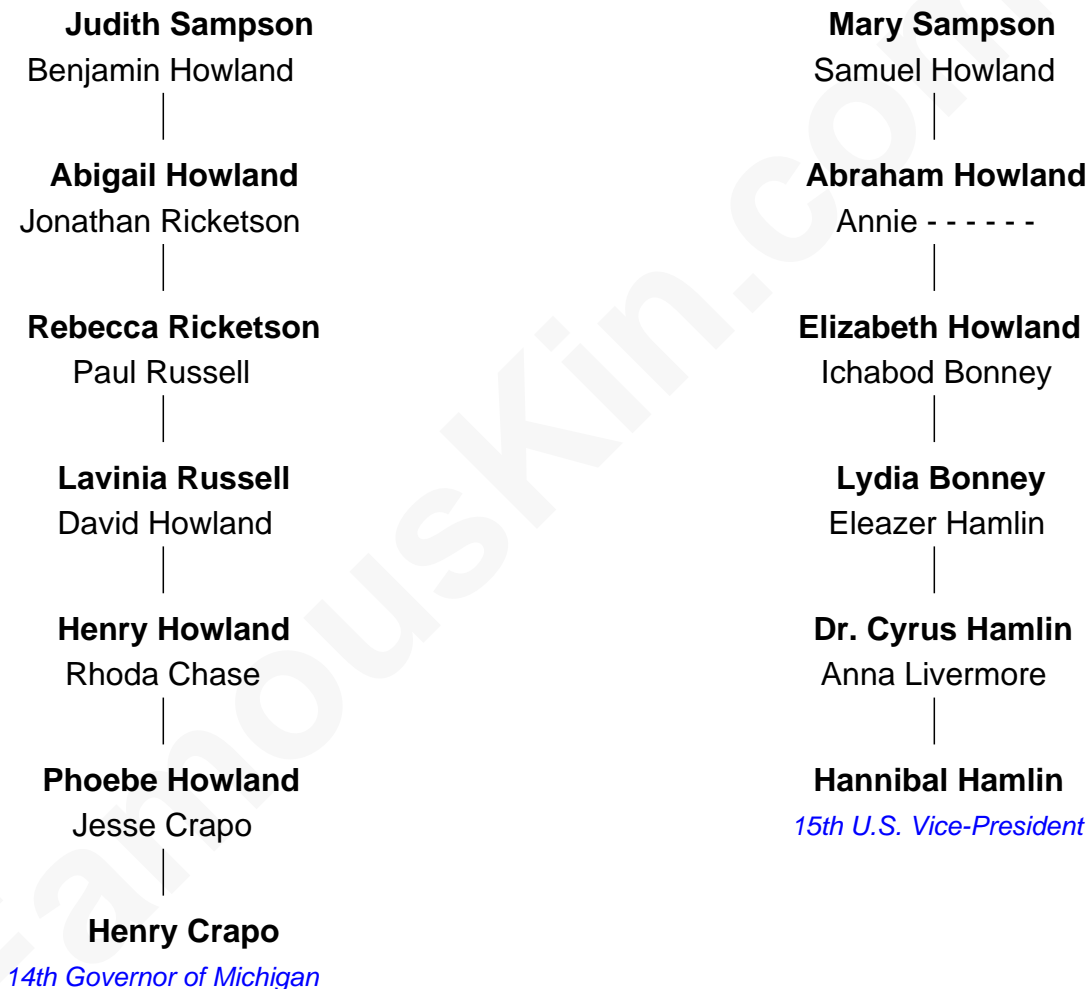 Judith Sampson
Benjamin Howland
Abigail Howland
Jonathan Ricketson
Rebecca Ricketson
Paul Russell
Lavinia Russell
David Howland
Henry Howland
Rhoda Chase
Phoebe Howland
Jesse Crapo
Henry Crapo
14th Governor of Michigan
Mary Sampson
Samuel Howland
Abraham Howland
Annie - - - - - -
Elizabeth Howland
Ichabod Bonney
Lydia Bonney
Eleazer Hamlin
Dr. Cyrus Hamlin
Anna Livermore
Hannibal Hamlin
15th U.S. Vice-President
FamousKin.com